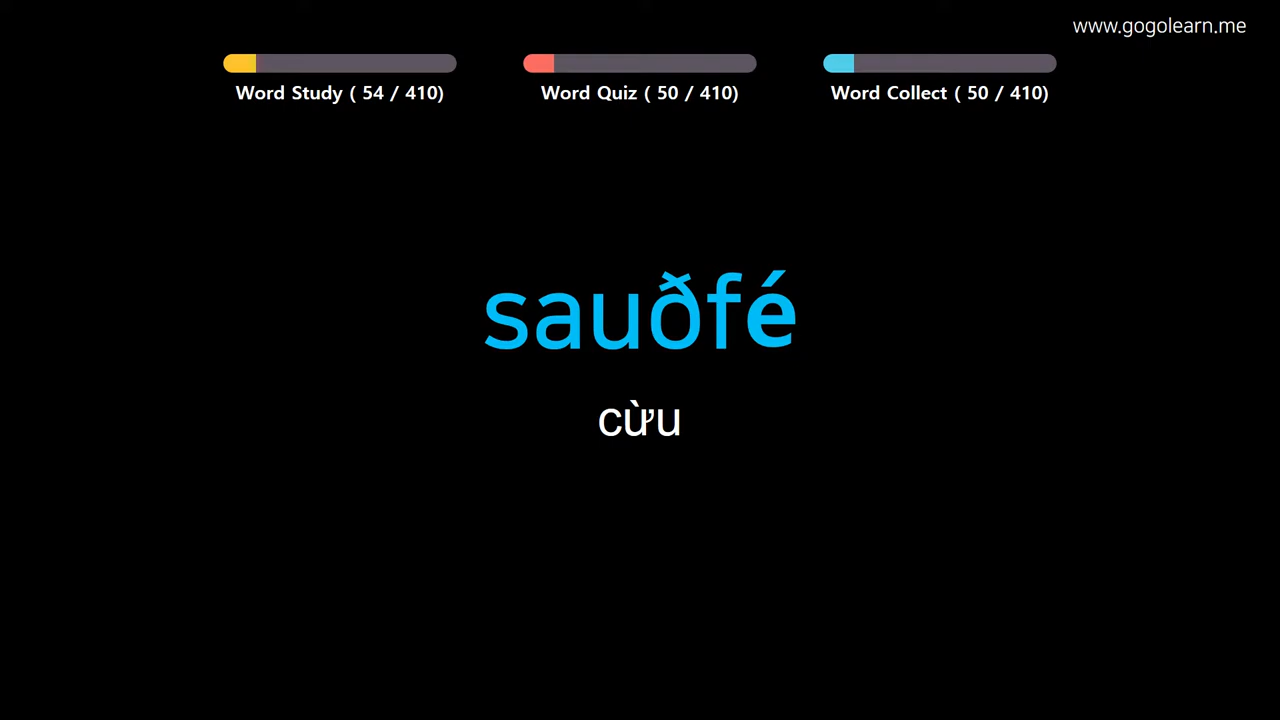 www.gogolearn.me
Word Study ( 54 / 410)
Word Quiz ( 50 / 410)
Word Collect ( 50 / 410)
sauðfé
cừu